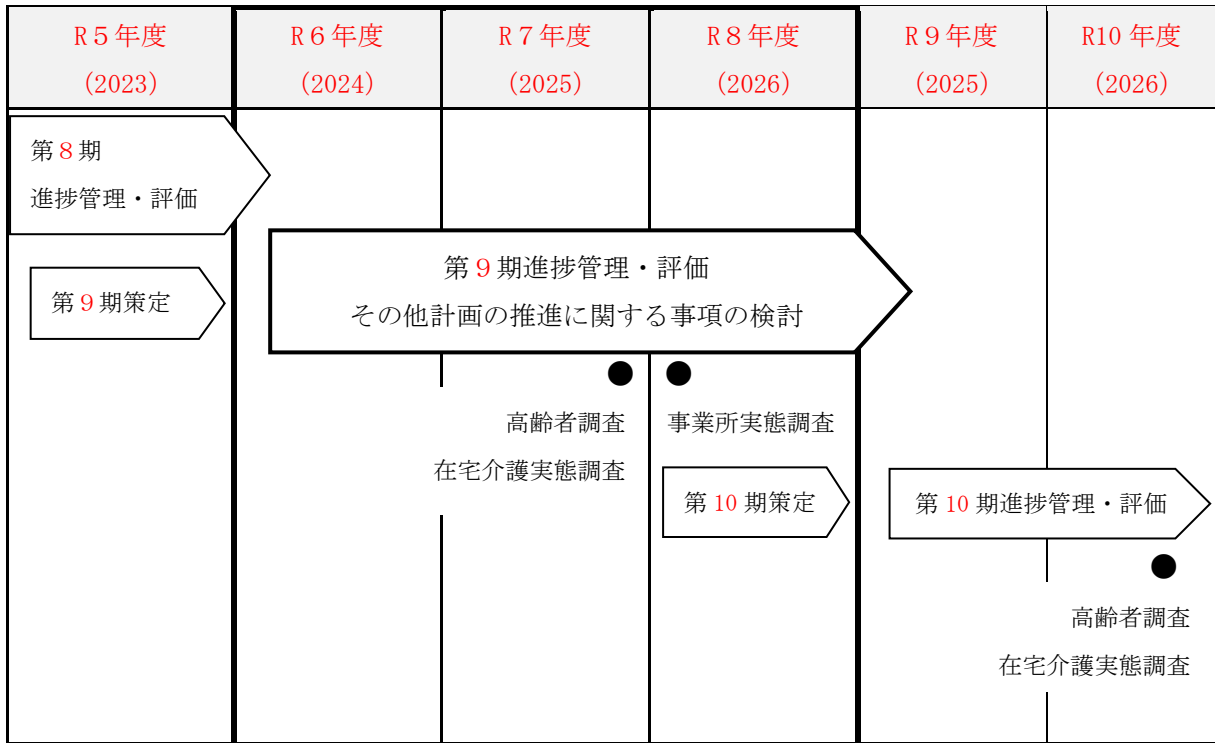 R５年度
(2023)
R６年度
(2024)
R７年度
(2025)
R８年度
(2026)
R９年度
(2025)
R10 年度
(2026)
第８期
進捗管理・評価
第９期策定
第９期進捗管理・評価
その他計画の推進に関する事項の検討
高齢者調査
在宅介護実態調査
事業所実態調査
第 10 期策定
第 10 期進捗管理・評価
高齢者調査
在宅介護実態調査